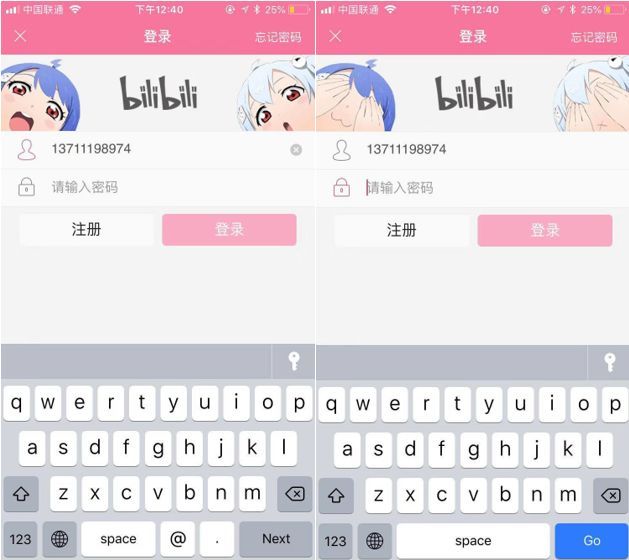 中国联通 下午12:40 25%
登录 忘记密码
bilibili
13711198974
请输入密码
注册 登录
q w e r t y u i o p
a s d f g h j k l
z x c v b n m
123 space @ . Next
中国联通 下午12:40 25%
登录 忘记密码
bilibili
13711198974
请输入密码
注册 登录
q w e r t y u i o p
a s d f g h j k l
z x c v b n m
123 space Go